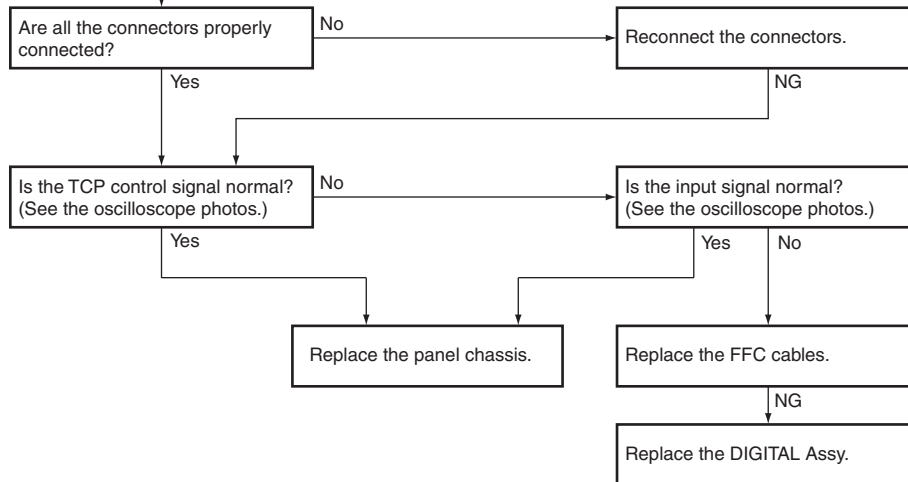 Are all the connectors properly
connected?
No
Reconnect the connectors.
Yes
NG
Is the TCP control signal normal?
(See the oscilloscope photos.)
No
Is the input signal normal?
(See the oscilloscope photos.)
Yes
Yes
No
Replace the panel chassis.
Replace the FFC cables.
NG
Replace the DIGITAL Assy.